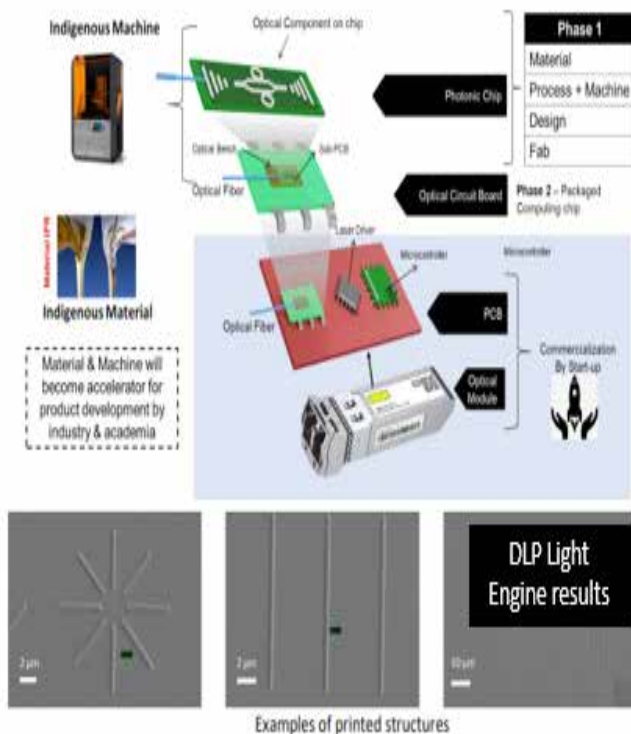 Indigenous Machine
Optical Component on chip
Phase 1
Material
Process + Machine
Design
Fab
Photonic Chip
Optical Bench
Sub-PCB
Optical Fiber
Optical Circuit Board
Phase 2 – Packaged
Computing chip
Material IPR
Indigenous Material
Laser Driver
Microcontroller
Microcontroller
Optical Fiber
PCB
Commercialization
By Start-up
Optical
Module
Material & Machine will
become accelerator for
product development by
industry & academia
DLP Light
Engine results
2 µm
2 µm
Examples of printed structures